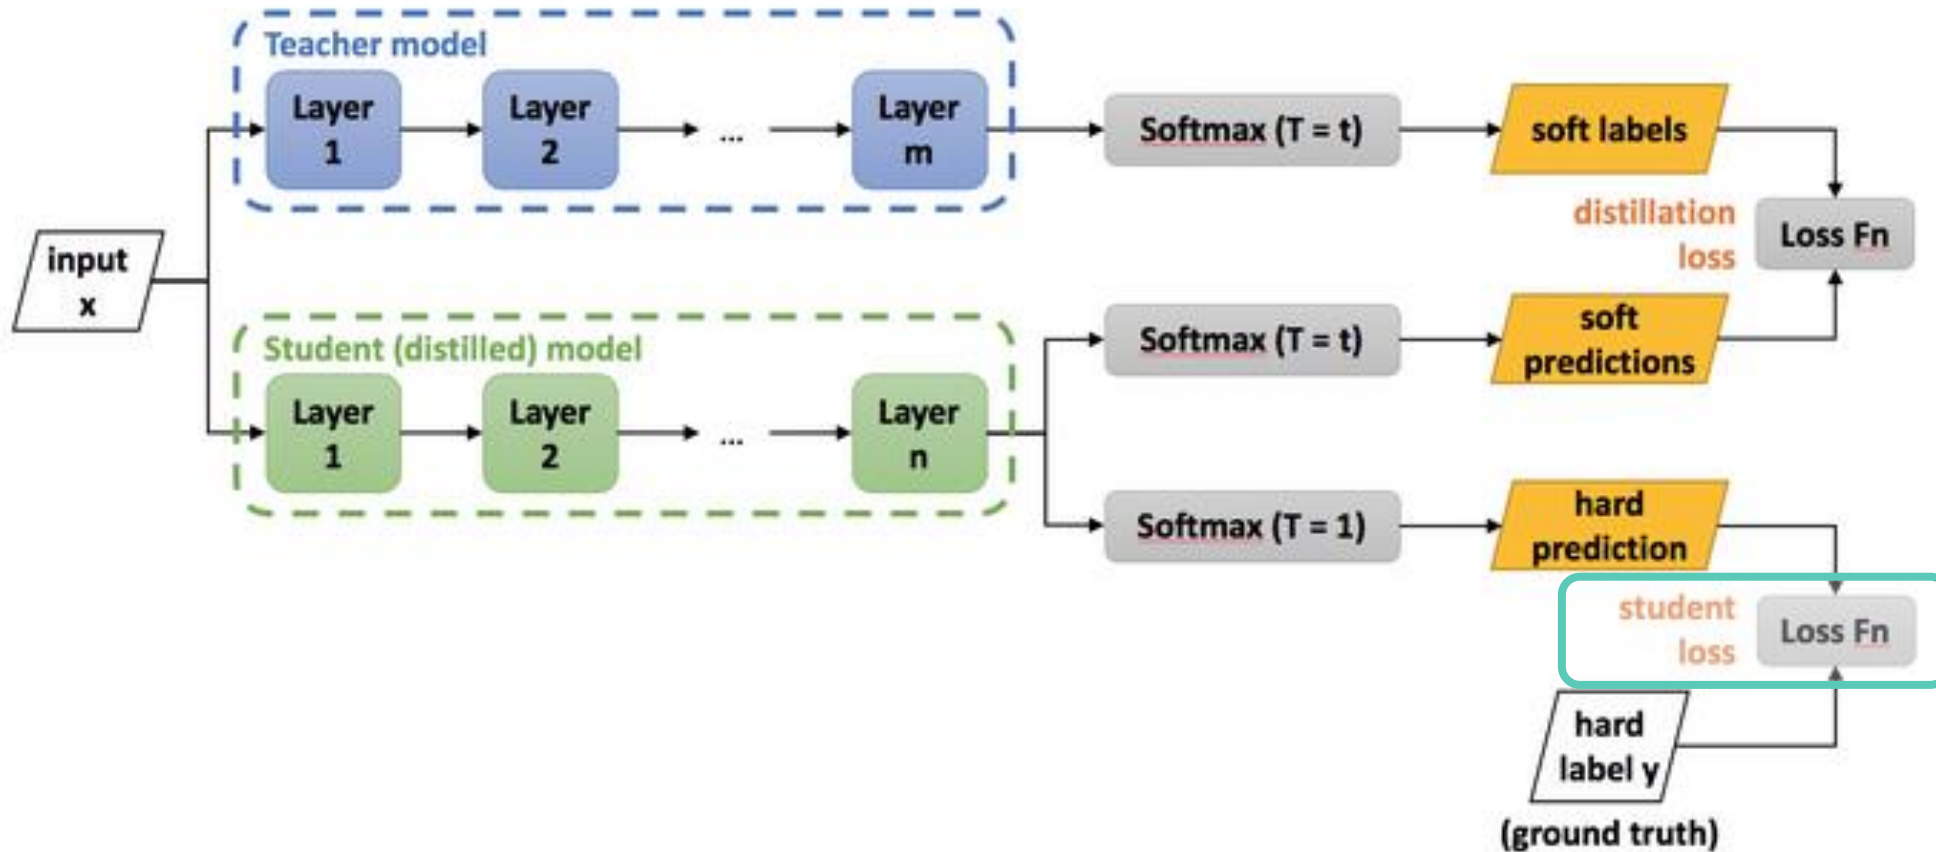 Teacher model
Layer
1
Layer
2
...
Layer
m
Softmax (T = t)
soft labels
distillation
loss
Loss Fn
input
x
Student (distilled) model
Layer
1
Layer
2
...
Layer
n
Softmax (T = t)
soft
predictions
Softmax (T = 1)
hard
prediction
student
loss
Loss Fn
hard
label y
(ground truth)